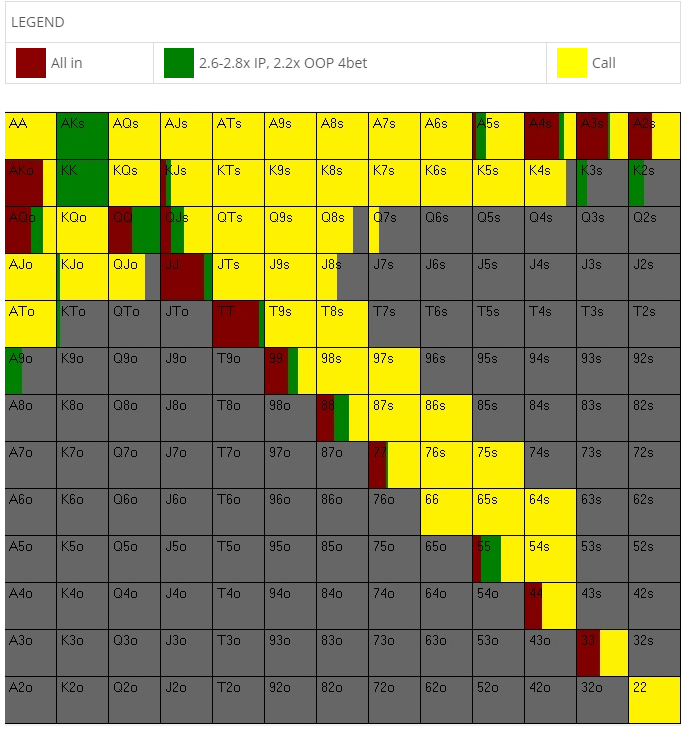 LEGEND
All in 2.6-2.8x IP, 2.2x OOP 4bet Call
AA AKs AQs AJs ATs A9s A8s A7s A6s A5s A4s A3s A2s
AKo KK KQs KJs KTs K9s K8s K7s K6s K5s K4s K3s K2s
AQo KQo QQ QJs QTs Q9s Q8s Q7s Q6s Q5s Q4s Q3s Q2s
AJo KJo QJo JJ JTs J9s J8s J7s J6s J5s J4s J3s J2s
ATo KTo QTo JTo TT T9s T8s T7s T6s T5s T4s T3s T2s
A9o K9o Q9o J9o T9o 99 98s 97s 96s 95s 94s 93s 92s
A8o K8o Q8o J8o T8o 98o 88 87s 86s 85s 84s 83s 82s
A7o K7o Q7o J7o T7o 97o 87o 77 76s 75s 74s 73s 72s
A6o K6o Q6o J6o T6o 96o 86o 76o 66 65s 64s 63s 62s
A5o K5o Q5o J5o T5o 95o 85o 75o 65o 55 54s 53s 52s
A4o K4o Q4o J4o T4o 94o 84o 74o 64o 54o 44 43s 42s
A3o K3o Q3o J3o T3o 93o 83o 73o 63o 53o 43o 33 32s
A2o K2o Q2o J2o T2o 92o 82o 72o 62o 52o 42o 32o 22